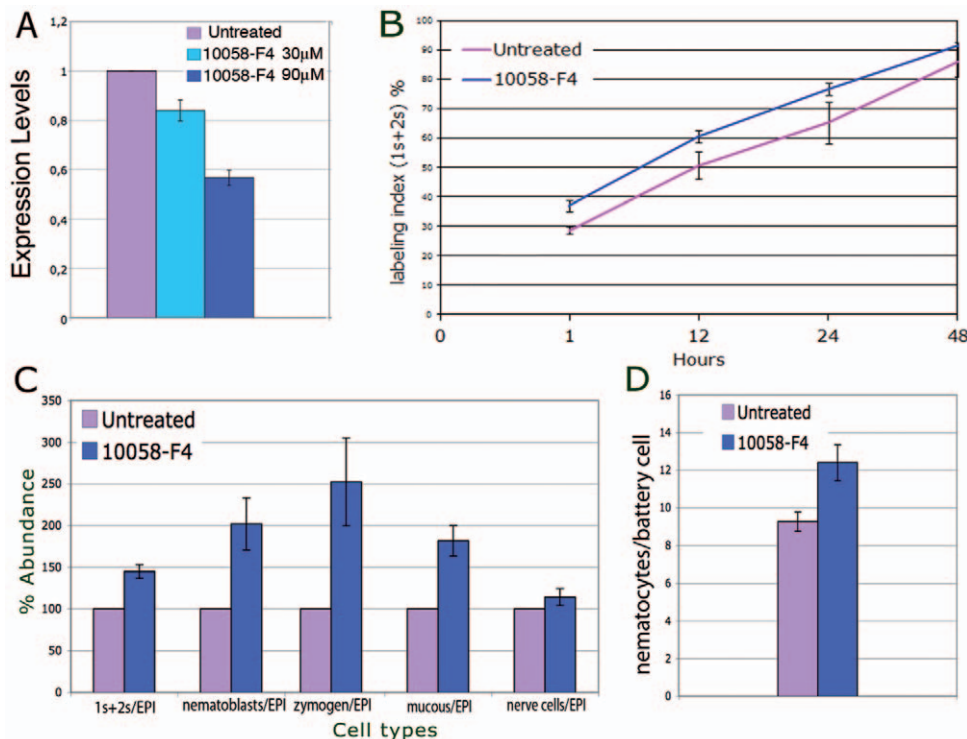 A
1,2
1
0,8
0,6
0,4
0,2
0
Expression Levels
Untreated
10058-F4 30μM
10058-F4 90μM
B
100
90
80
70
60
50
40
30
20
10
0
labeling index (1s+2s) %
Untreated
10058-F4
0 1 12 24 48
Hours
C
350
300
250
200
150
100
50
0
% Abundance
Untreated
10058-F4
1s+2s/EPI nematoblasts/EPI zymogen/EPI mucous/EPI nerve cells/EPI
Cell types
D
16
14
12
10
8
6
4
2
0
nematocytes/battery cell
Untreated
10058-F4